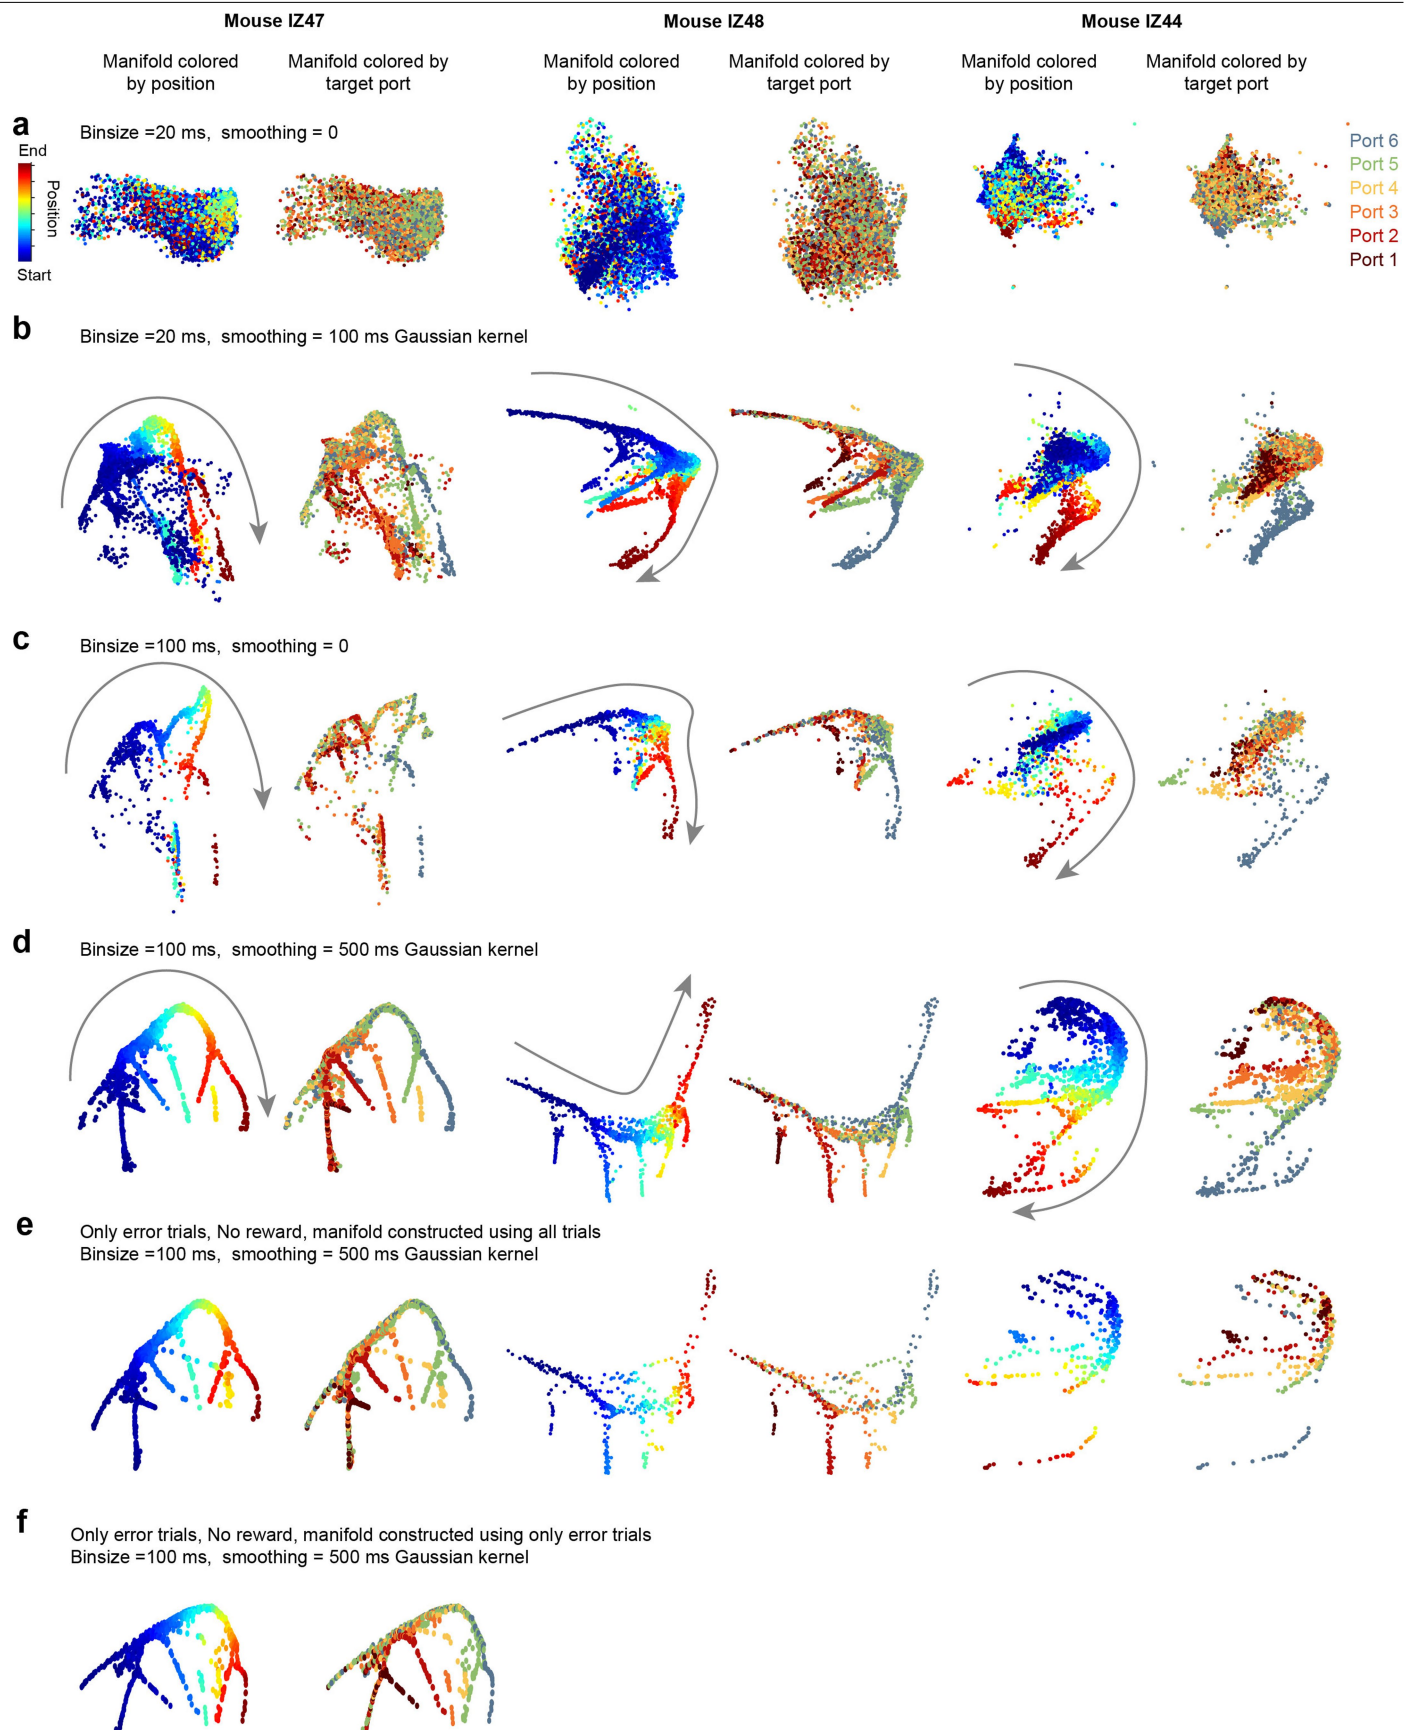 Mouse IZ47
Mouse IZ48
Mouse IZ44
Manifold colored
by position
Manifold colored by
target port
Manifold colored
by position
Manifold colored by
target port
Manifold colored
by position
Manifold colored by
target port
a
Binsize =20 ms, smoothing = 0
End
Position
Start
Port 6
Port 5
Port 4
Port 3
Port 2
Port 1
b
Binsize =20 ms, smoothing = 100 ms Gaussian kernel
c
Binsize =100 ms, smoothing = 0
d
Binsize =100 ms, smoothing = 500 ms Gaussian kernel
e
Only error trials, No reward, manifold constructed using all trials
Binsize =100 ms, smoothing = 500 ms Gaussian kernel
f
Only error trials, No reward, manifold constructed using only error trials
Binsize =100 ms, smoothing = 500 ms Gaussian kernel